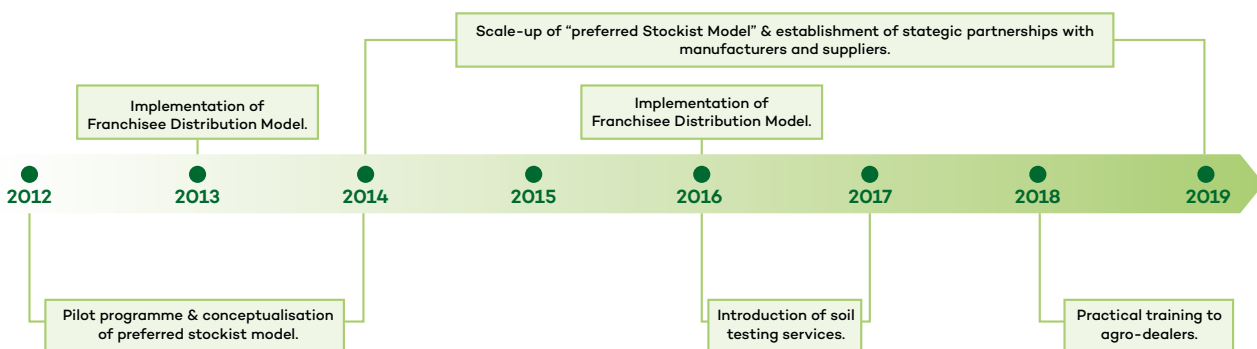 Scale-up of “preferred Stockist Model” & establishment of stategic partnerships with
manufacturers and suppliers.
Implementation of
Franchisee Distribution Model.
Implementation of
Franchisee Distribution Model.
2012
2013
2014
2015
2016
2017
2018
2019
Pilot programme & conceptualisation
of preferred stockist model.
Introduction of soil
testing services.
Practical training to
agro-dealers.